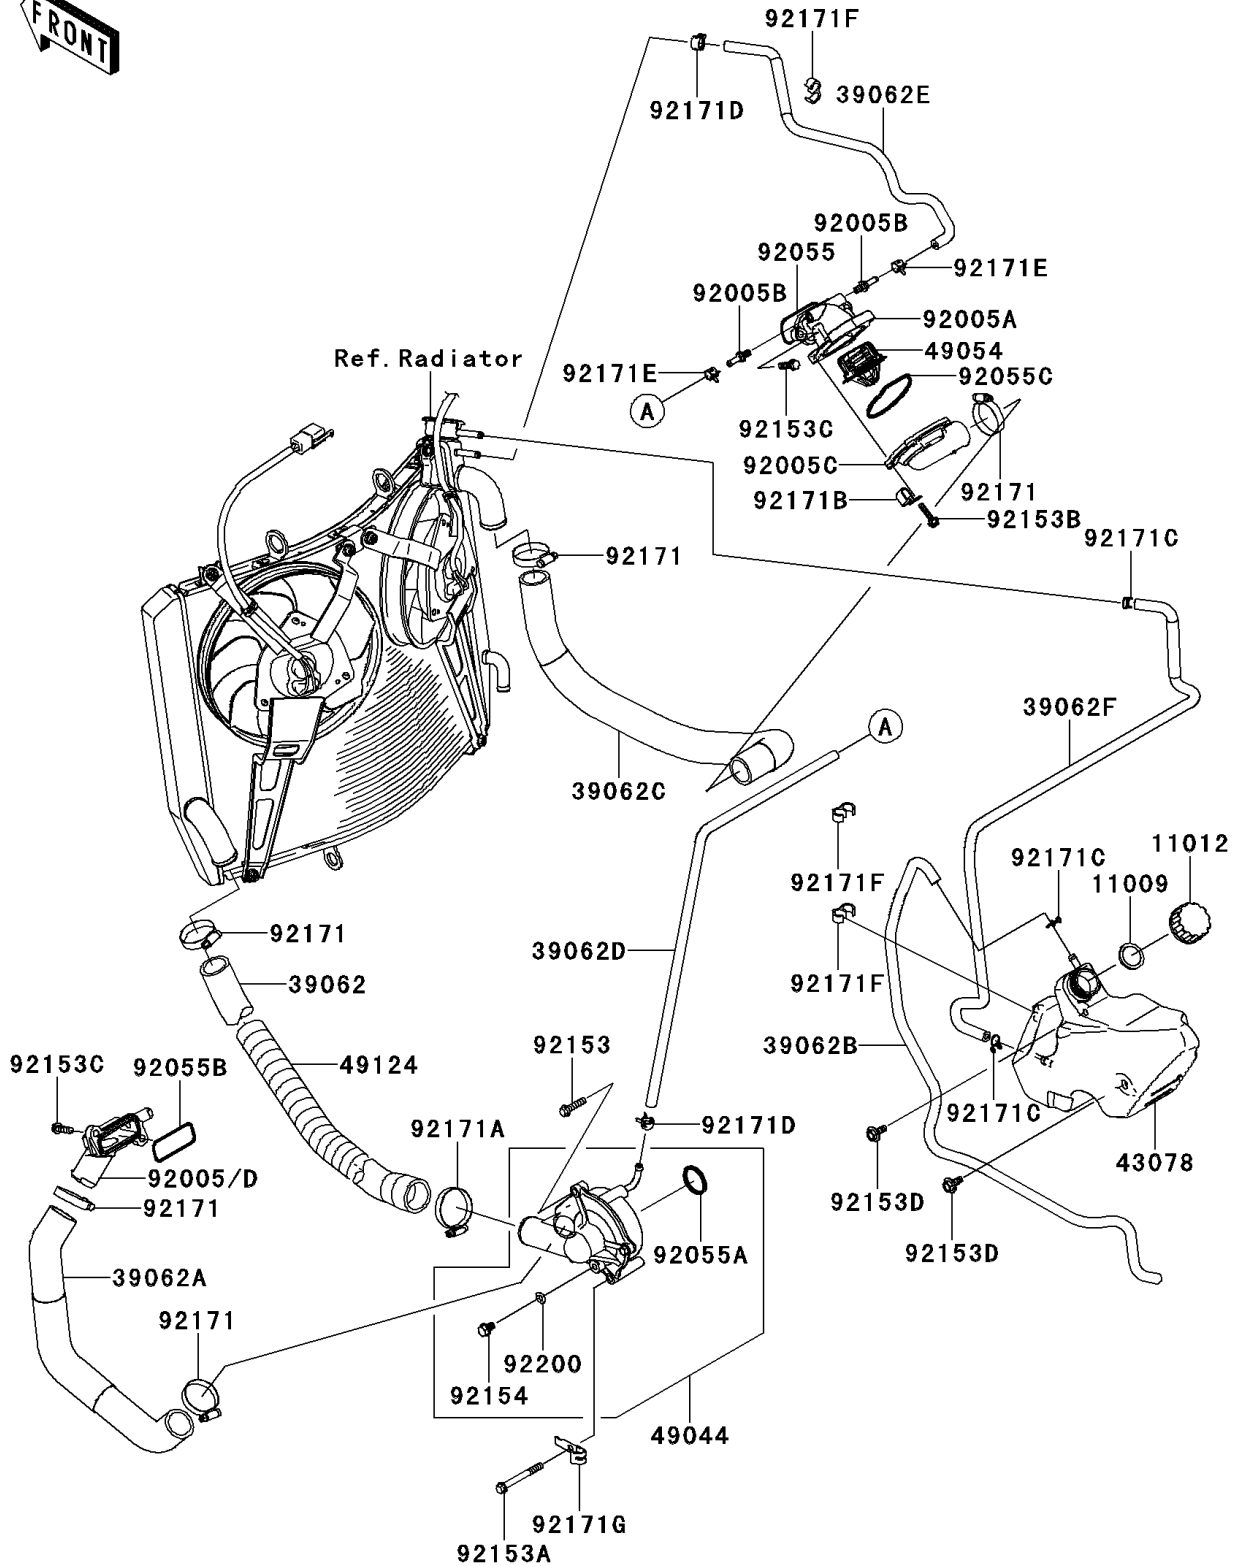 FRONT
92171F
92171D
39062E
92005B
92055
92171E
92005B
92005A
49054
Ref.Radiator
92171E
92055C
A
92153C
92005C
92171B
92171
92153B
92171
92171C
39062F
A
39062C
11012
92171C
92171F
11009
92171
39062D
39062
92171F
92153
39062B
92153C
92055B
49124
92171C
92171A
92171D
43078
92005/D
92171
92153D
92055A
92153D
39062A
92171
92200
92154
49044
92171G
92153A